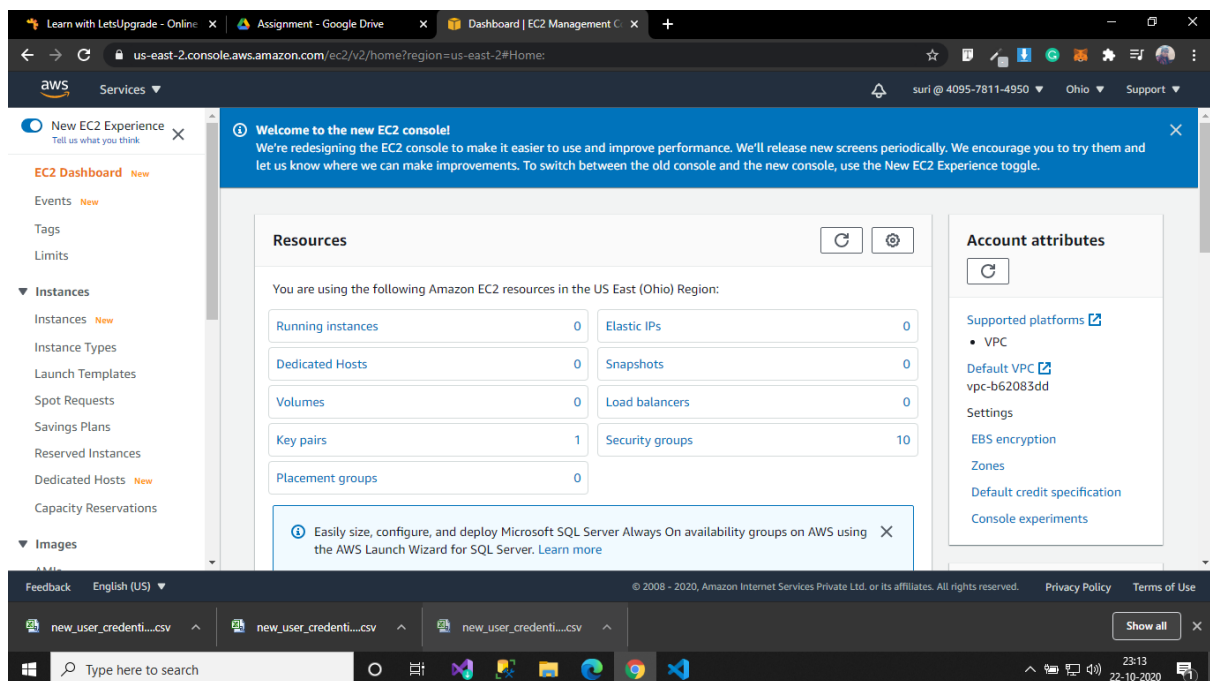 Learn with LetsUpgrade - Online
Assignment - Google Drive
Dashboard | EC2 Management C
us-east-2.console.aws.amazon.com/ec2/v2/home?region=us-east-2#Home:
aws
Services
suri @ 4095-7811-4950
Ohio
Support
New EC2 Experience
Tell us what you think
Welcome to the new EC2 console!
We're redesigning the EC2 console to make it easier to use and improve performance. We'll release new screens periodically. We encourage you to try them and
let us know where we can make improvements. To switch between the old console and the new console, use the New EC2 Experience toggle.
EC2 Dashboard New
Events New
Tags
Limits
Instances
Instances New
Instance Types
Launch Templates
Spot Requests
Savings Plans
Reserved Instances
Dedicated Hosts New
Capacity Reservations
Images
AMIs
Resources
You are using the following Amazon EC2 resources in the US East (Ohio) Region:
Running instances 0
Elastic IPs 0
Dedicated Hosts 0
Snapshots 0
Volumes 0
Load balancers 0
Key pairs 1
Security groups 10
Placement groups 0
Easily size, configure, and deploy Microsoft SQL Server Always On availability groups on AWS using
the AWS Launch Wizard for SQL Server. Learn more
Account attributes
Supported platforms
• VPC
Default VPC
vpc-b62083dd
Settings
EBS encryption
Zones
Default credit specification
Console experiments
Feedback
English (US)
© 2008 - 2020, Amazon Internet Services Private Ltd. or its affiliates. All rights reserved.
Privacy Policy
Terms of Use
new_user_credenti....csv
new_user_credenti....csv
new_user_credenti....csv
Show all
Type here to search
23:13
22-10-2020